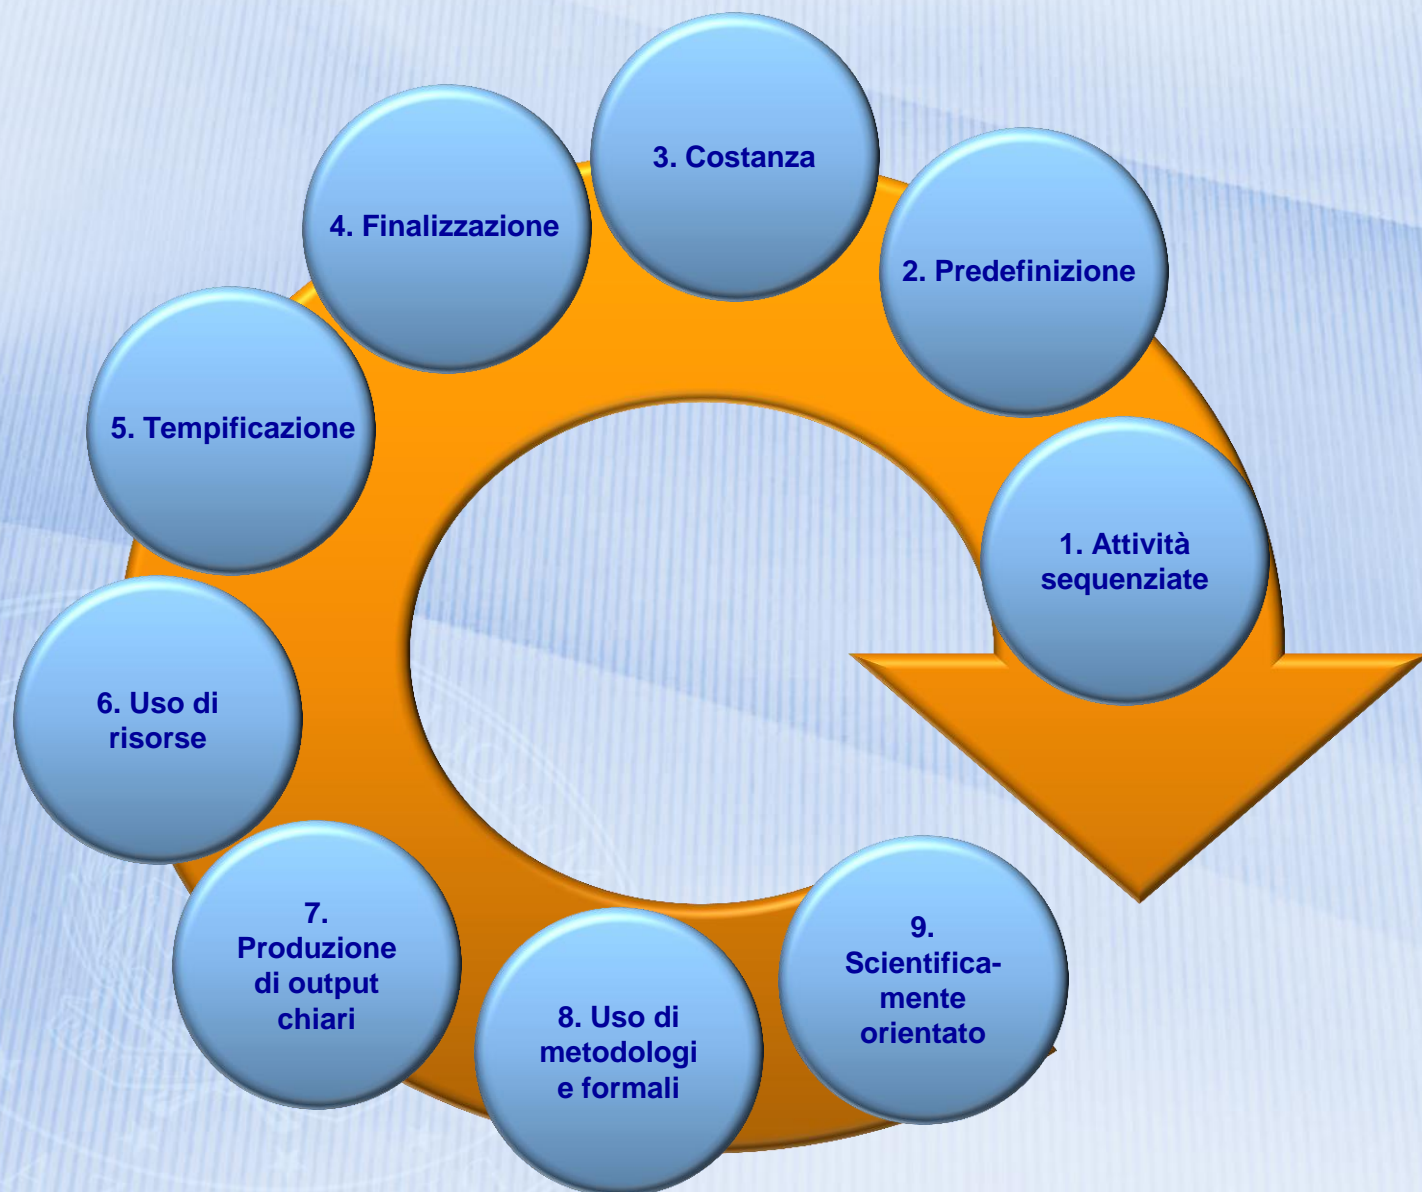 1. Attività
sequenziate
2. Predefinizione
3. Costanza
4. Finalizzazione
5. Tempificazione
6. Uso di
risorse
7.
Produzione
di output
chiari
8. Uso di
metodologi
e formali
9.
Scientifica-
mente
orientato